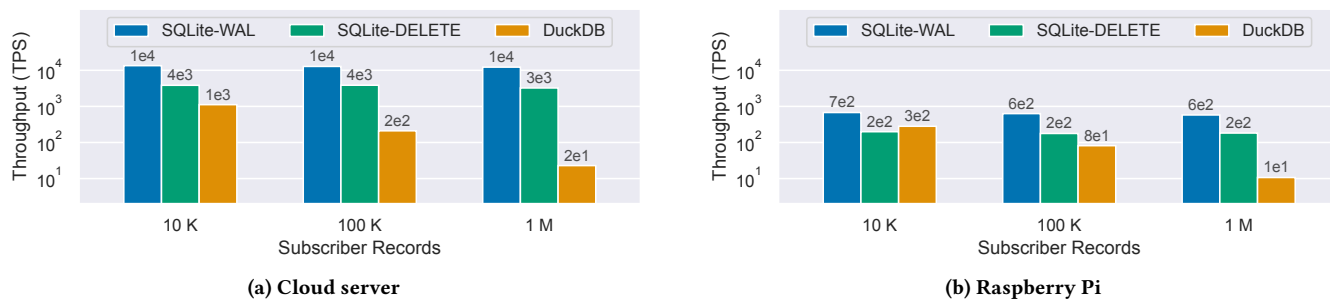 SQLite-WAL SQLite-DELETE DuckDB
Throughput (TPS)
10^4
10^3
10^2
10^1
1e4 4e3 1e3
1e4 4e3 2e2
1e4 3e3 2e1
10 K 100 K 1 M
Subscriber Records
(a) Cloud server
SQLite-WAL SQLite-DELETE DuckDB
Throughput (TPS)
10^4
10^3
10^2
10^1
7e2 2e2 3e2
6e2 2e2 8e1
6e2 2e2 1e1
10 K 100 K 1 M
Subscriber Records
(b) Raspberry Pi